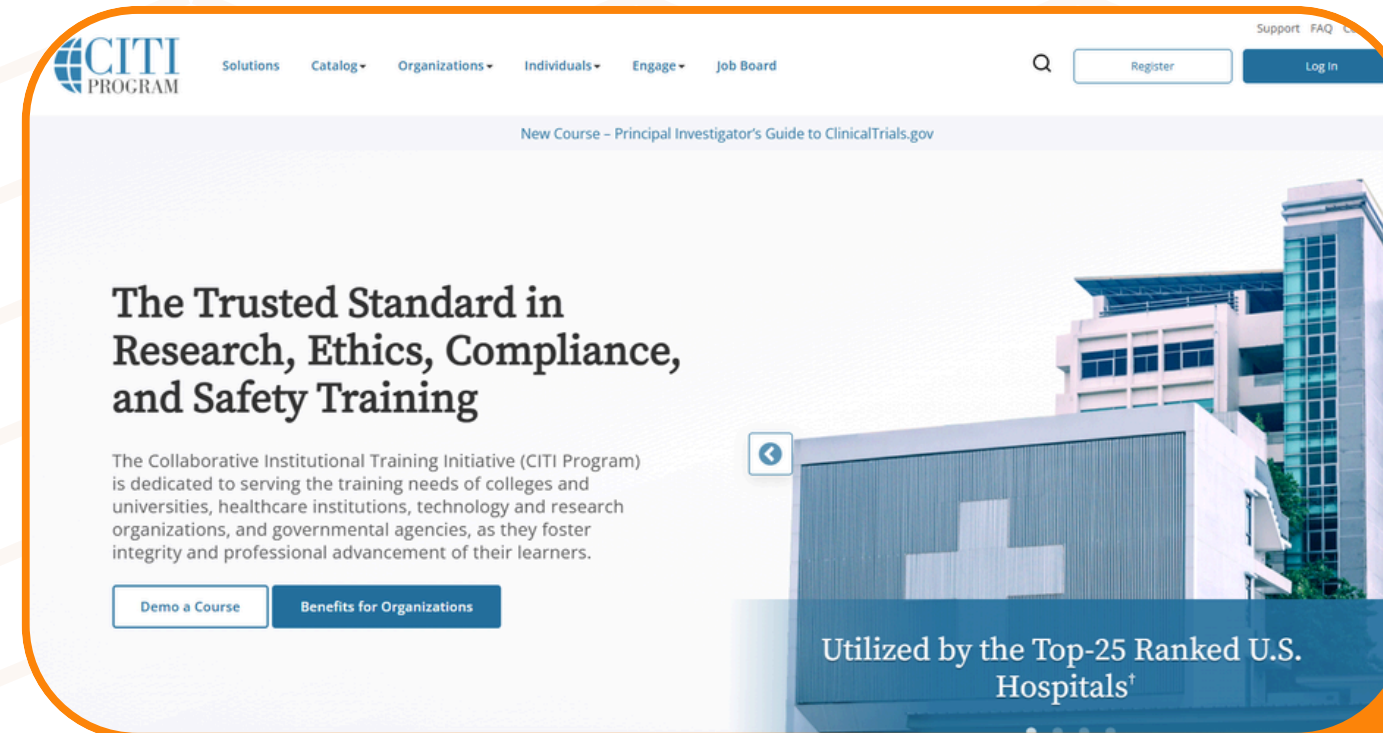 Support FAQ
CITI
PROGRAM
Solutions Catalog Organizations Individuals Engage Job Board
Register Log In
New Course – Principal Investigator's Guide to ClinicalTrials.gov
The Trusted Standard in
Research, Ethics, Compliance,
and Safety Training
The Collaborative Institutional Training Initiative (CITI Program)
is dedicated to serving the training needs of colleges and
universities, healthcare institutions, technology and research
organizations, and governmental agencies, as they foster
integrity and professional advancement of their learners.
Demo a Course Benefits for Organizations
Utilized by the Top-25 Ranked U.S.
Hospitals†